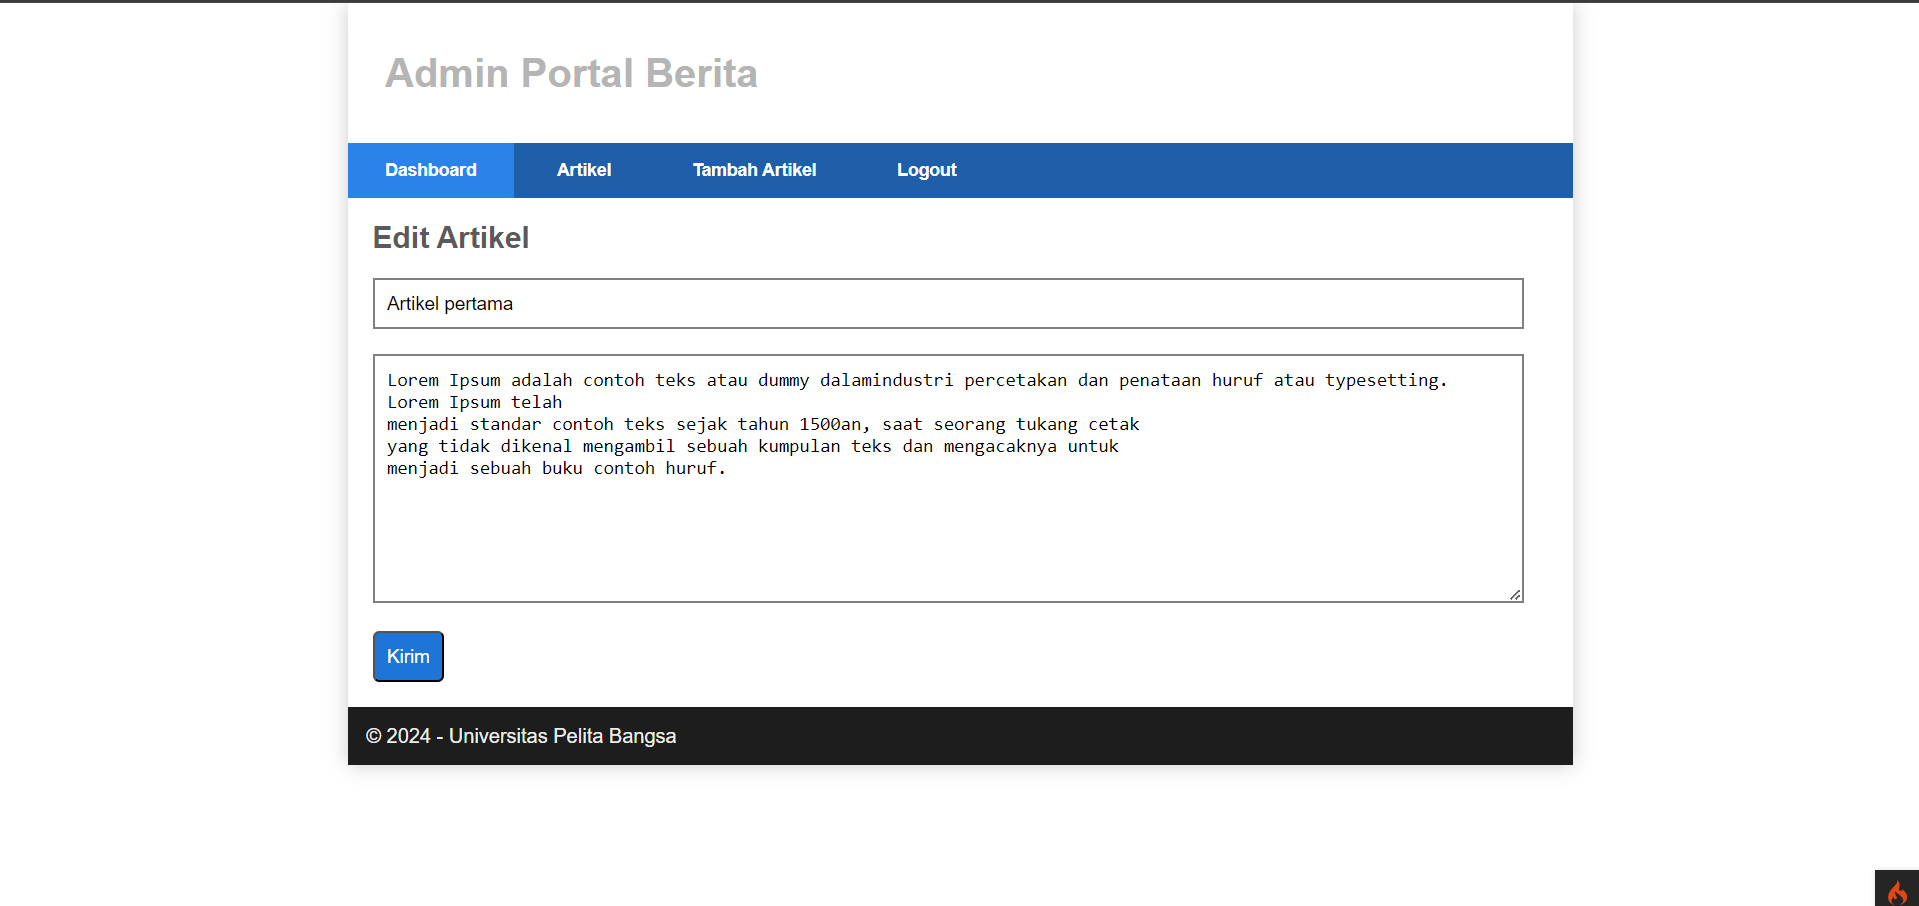 Admin Portal Berita
Dashboard Artikel Tambah Artikel Logout
Edit Artikel
Artikel pertama
Lorem Ipsum adalah contoh teks atau dummy dalamindustri percetakan dan penataan huruf atau typesetting.
Lorem Ipsum telah
menjadi standar contoh teks sejak tahun 1500an, saat seorang tukang cetak
yang tidak dikenal mengambil sebuah kumpulan teks dan mengacaknya untuk
menjadi sebuah buku contoh huruf.
Kirim
© 2024 - Universitas Pelita Bangsa